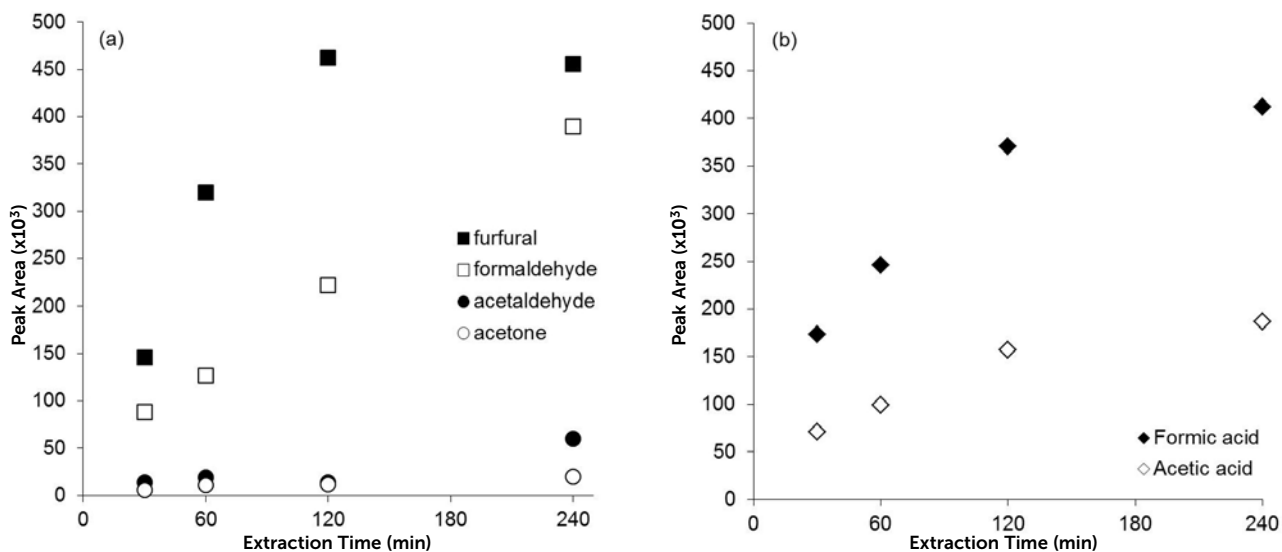 (a)
500
450
400
350
300
250
200
150
100
50
0
Peak Area (x10³)
furfural
formaldehyde
acetaldehyde
acetone
0 60 120 180 240
Extraction Time (min)
(b)
500
450
400
350
300
250
200
150
100
50
0
Peak Area (x10³)
Formic acid
Acetic acid
0 60 120 180 240
Extraction Time (min)